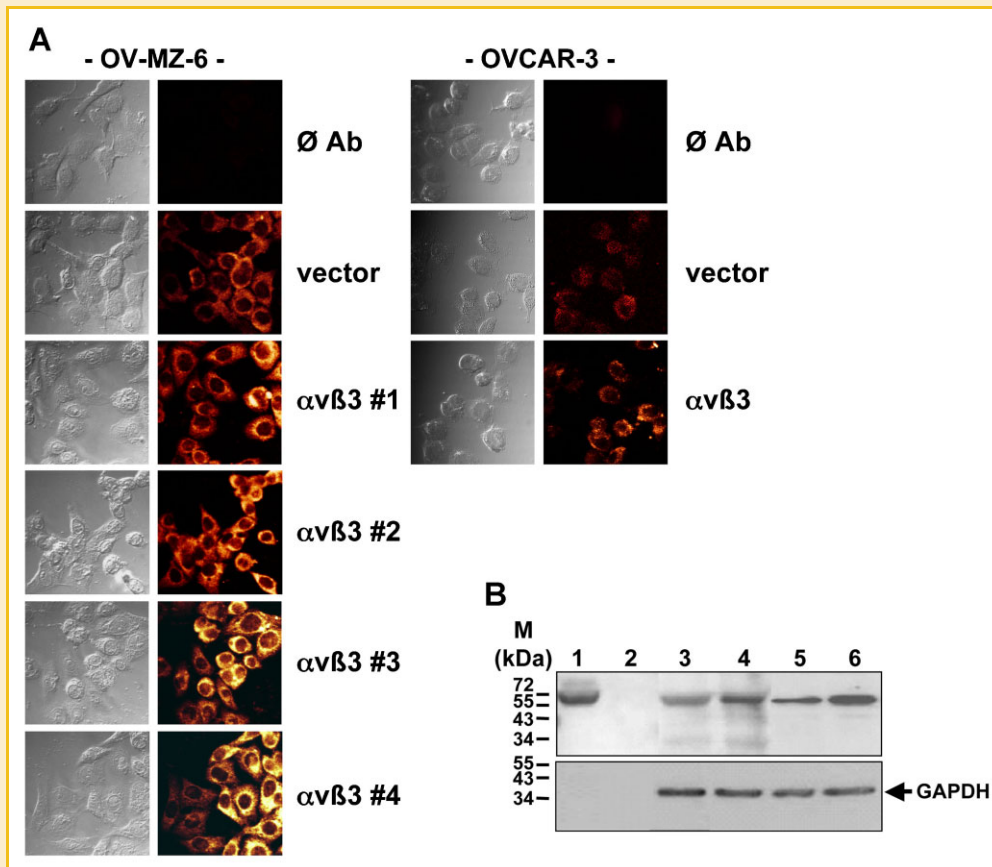 A
- OV-MZ-6 -
- OVCAR-3 -
Ø Ab
Ø Ab
vector
vector
αvß3 #1
αvß3
αvß3 #2
αvß3 #3
αvß3 #4
B
M
(kDa) 1 2 3 4 5 6
72
55
43
34
55
43
34
GAPDH